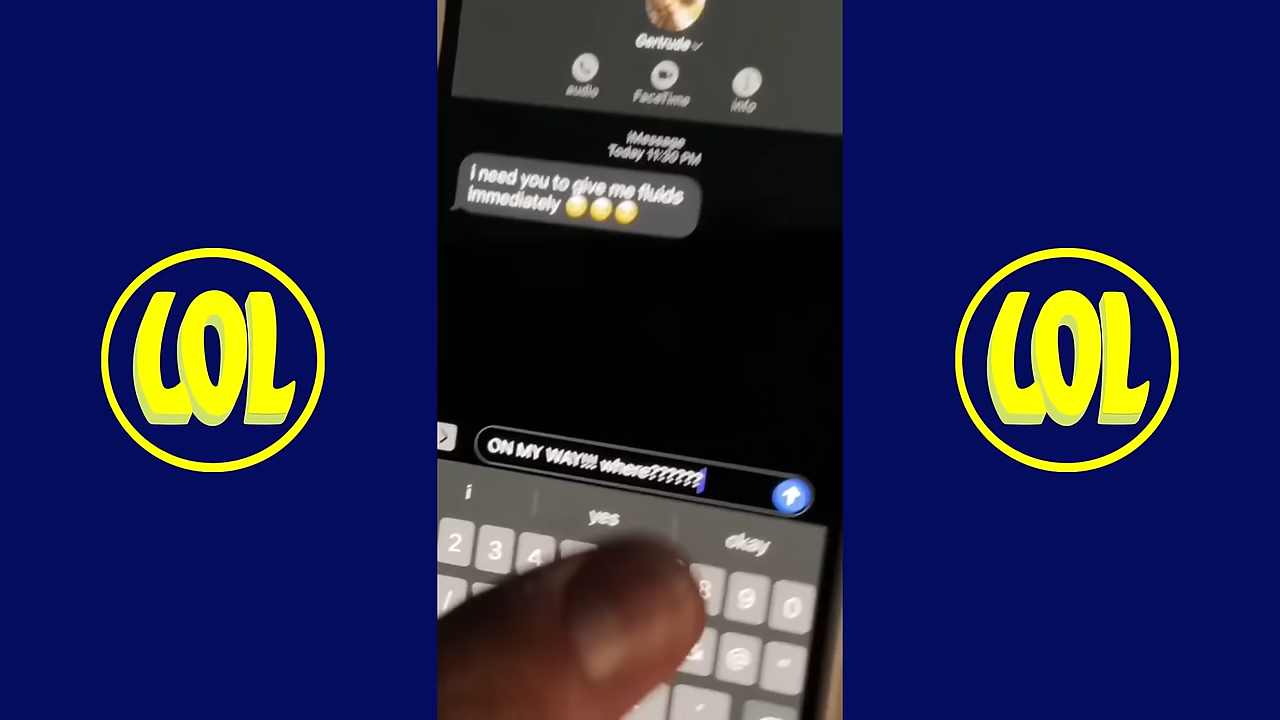 LOL
Gertrude
audio
FaceTime
info
iMessage
Today 11:30 PM
i need you to give me fluids
immediately 😳😳😳
ON MY WAY!!! where??????
i
yes
okay
2 3 4
8 9 0
/
& @ "
LOL